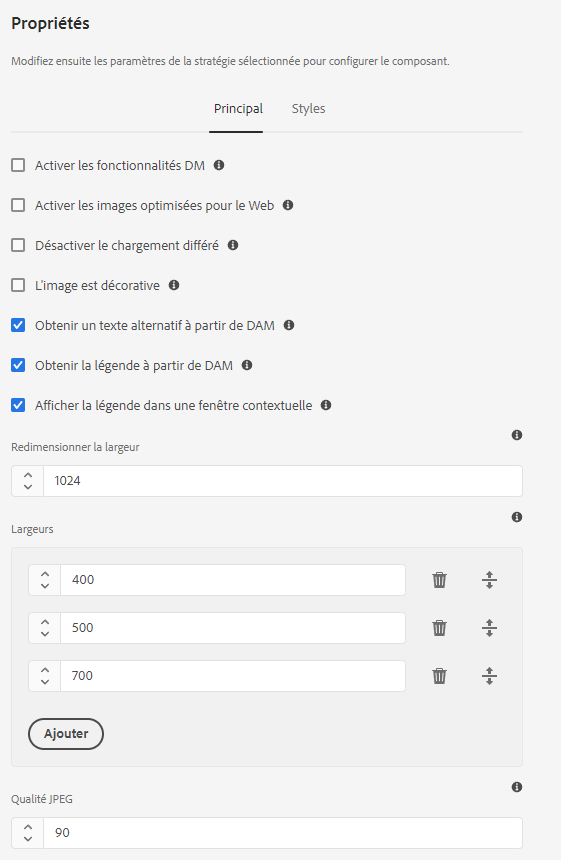 Propriétés
Modifiez ensuite les paramètres de la stratégie sélectionnée pour configurer le composant.
Principal Styles
Activer les fonctionnalités DM
Activer les images optimisées pour le Web
Désactiver le chargement différé
L'image est décorative
Obtenir un texte alternatif à partir de DAM
Obtenir la légende à partir de DAM
Afficher la légende dans une fenêtre contextuelle
Redimensionner la largeur
1024
Largeurs
400
500
700
Ajouter
Qualité JPEG
90